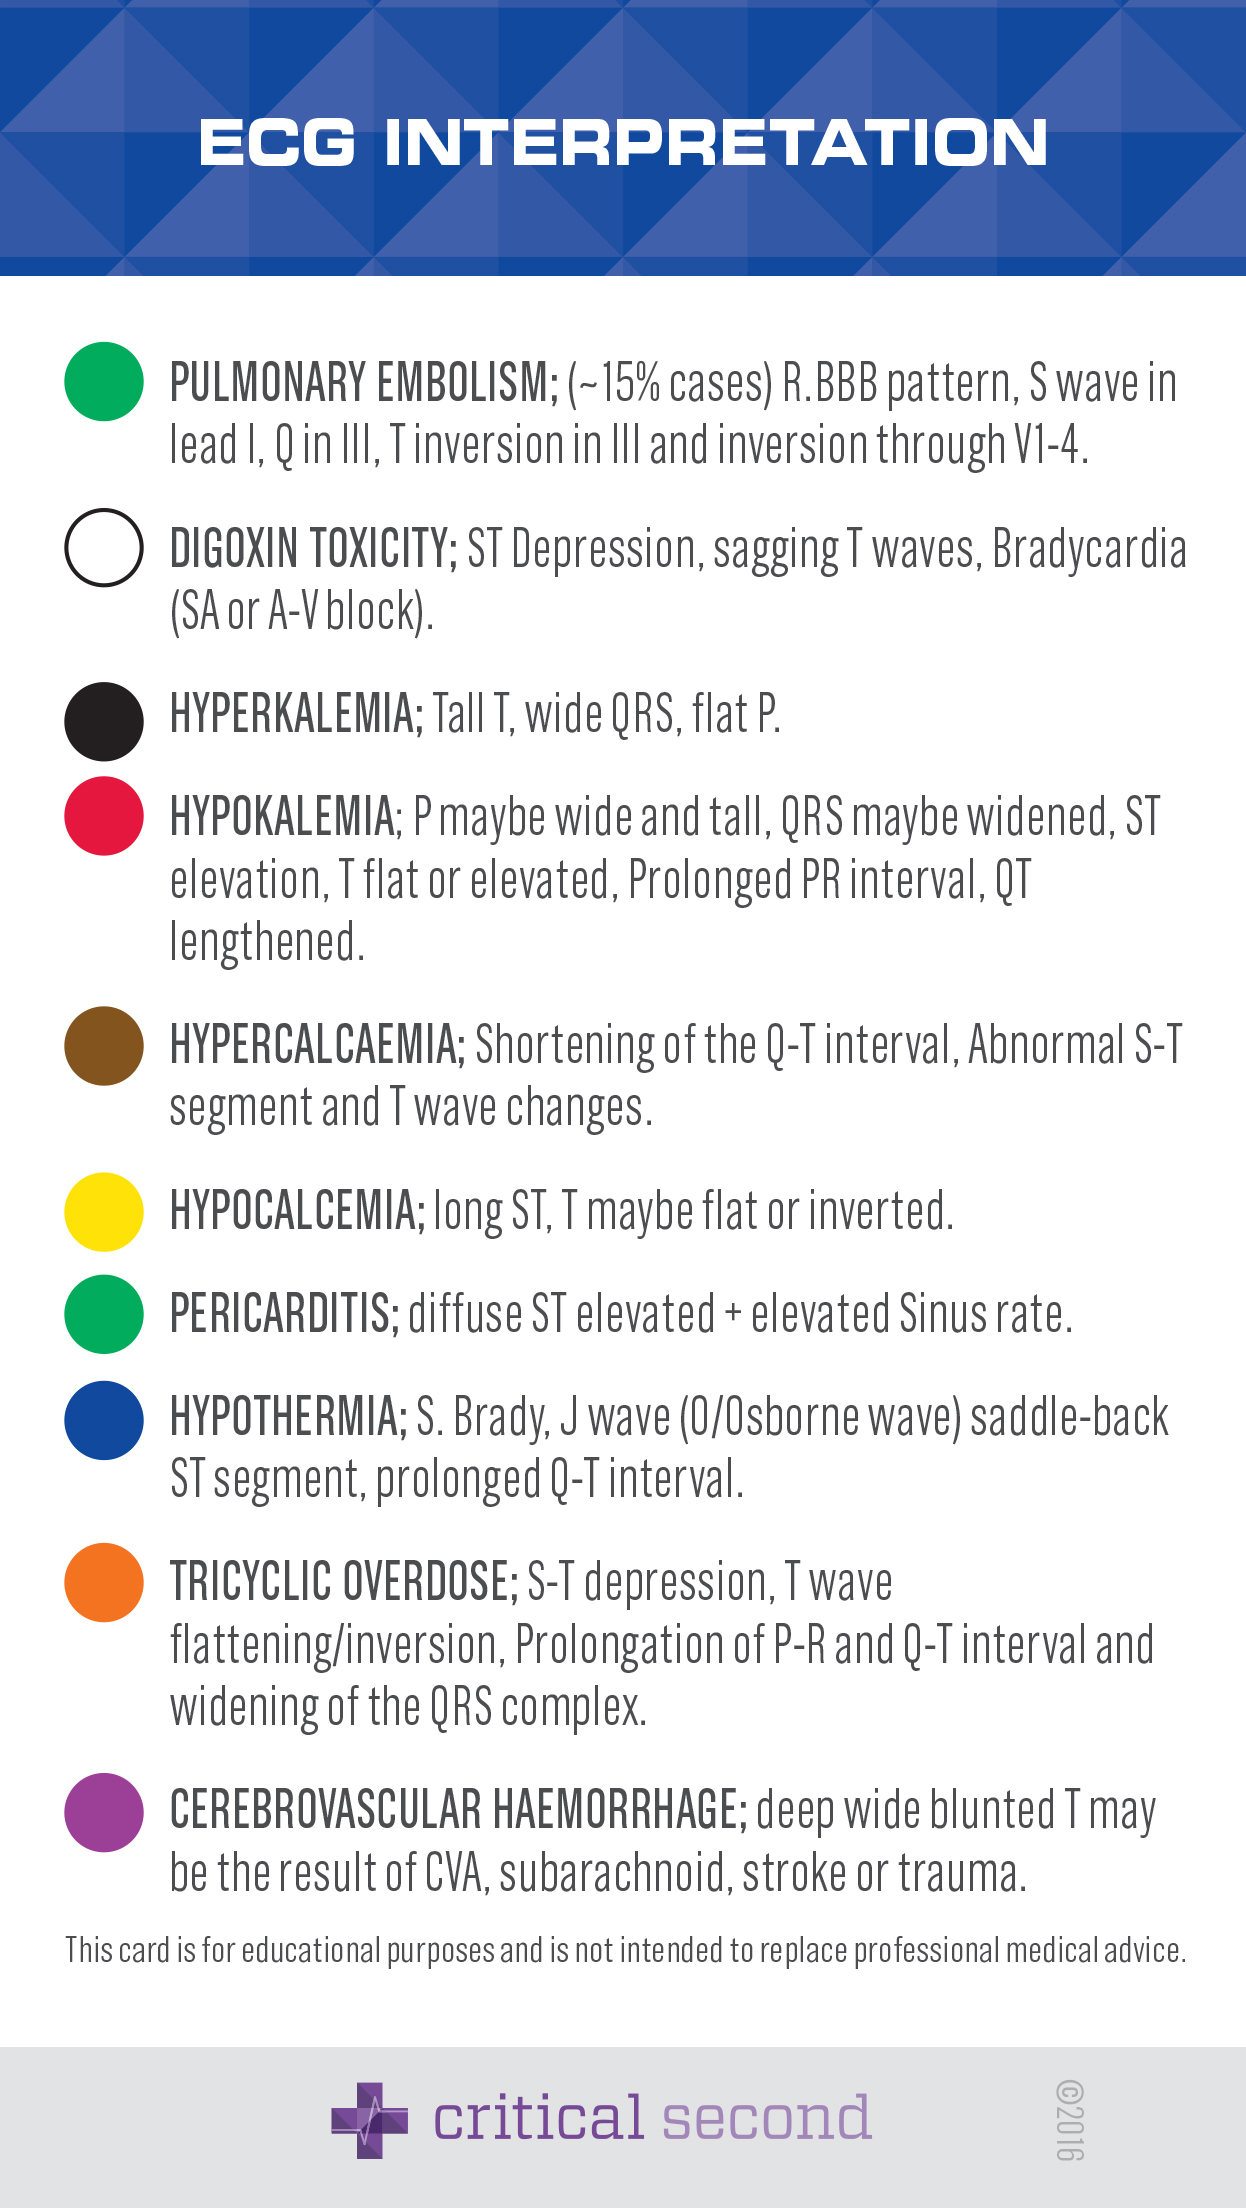 ECG INTERPRETATION
PULMONARY EMBOLISM; (~15% cases) R.BBB pattern, S wave in
lead I, Q in III, T inversion in III and inversion through V1-4.
DIGOXIN TOXICITY; ST Depression, sagging T waves, Bradycardia
(SA or A-V block).
HYPERKALEMIA; Tall T, wide QRS, flat P.
HYPOKALEMIA; P maybe wide and tall, QRS maybe widened, ST
elevation, T flat or elevated, Prolonged PR interval, QT
lengthened.
HYPERCALCAEMIA; Shortening of the Q-T interval, Abnormal S-T
segment and T wave changes.
HYPOCALCEMIA; long ST, T maybe flat or inverted.
PERICARDITIS; diffuse ST elevated + elevated Sinus rate.
HYPOTHERMIA; S. Brady, J wave (O/Osborne wave) saddle-back
ST segment, prolonged Q-T interval.
TRICYCLIC OVERDOSE; S-T depression, T wave
flattening/inversion, Prolongation of P-R and Q-T interval and
widening of the QRS complex.
CEREBROVASCULAR HAEMORRHAGE; deep wide blunted T may
be the result of CVA, subarachnoid, stroke or trauma.
This card is for educational purposes and is not intended to replace professional medical advice.
critical second
©2016